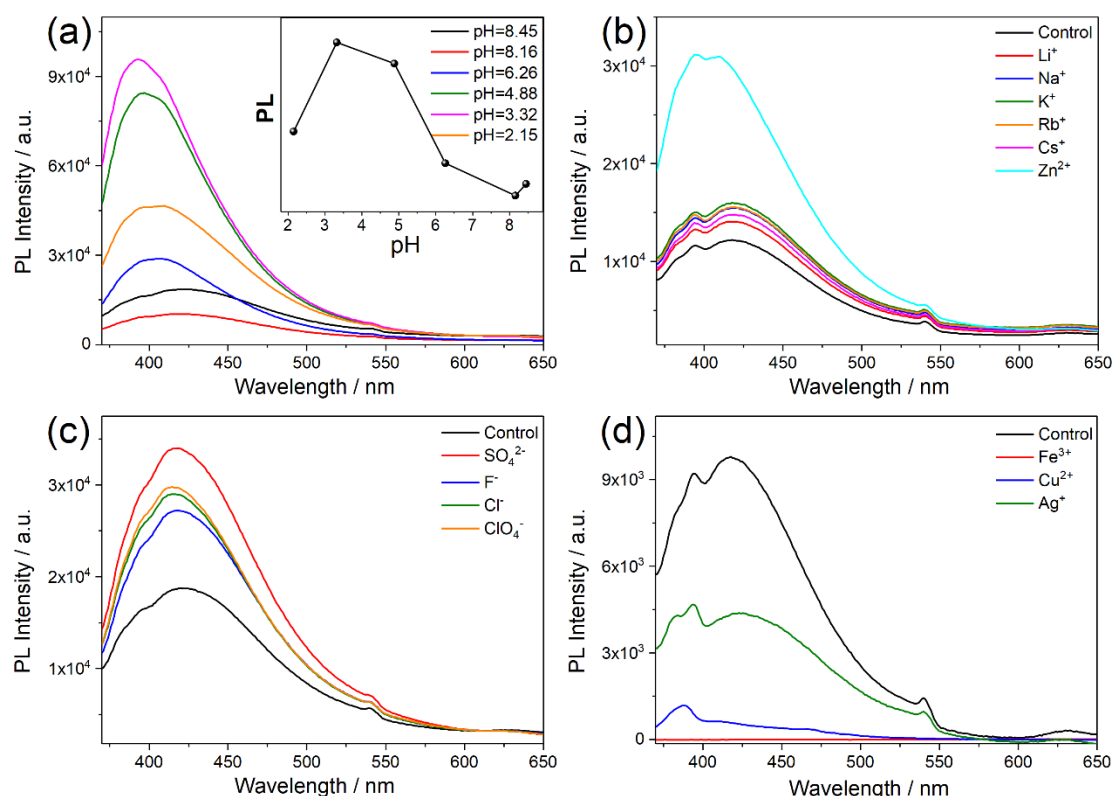 (a)
pH=8.45
pH=8.16
pH=6.26
pH=4.88
pH=3.32
pH=2.15
PL
2 3 4 5 6 7 8
pH
9x10⁴
6x10⁴
3x10⁴
0
PL Intensity / a.u.
400 450 500 550 600 650
Wavelength / nm
(b)
Control
Li⁺
Na⁺
K⁺
Rb⁺
Cs⁺
Zn²⁺
3x10⁴
2x10⁴
1x10⁴
PL Intensity / a.u.
400 450 500 550 600 650
Wavelength / nm
(c)
Control
SO₄²⁻
F⁻
Cl⁻
ClO₄⁻
3x10⁴
2x10⁴
1x10⁴
PL Intensity / a.u.
400 450 500 550 600 650
Wavelength / nm
(d)
Control
Fe³⁺
Cu²⁺
Ag⁺
9x10³
6x10³
3x10³
0
PL Intensity / a.u.
400 450 500 550 600 650
Wavelength / nm